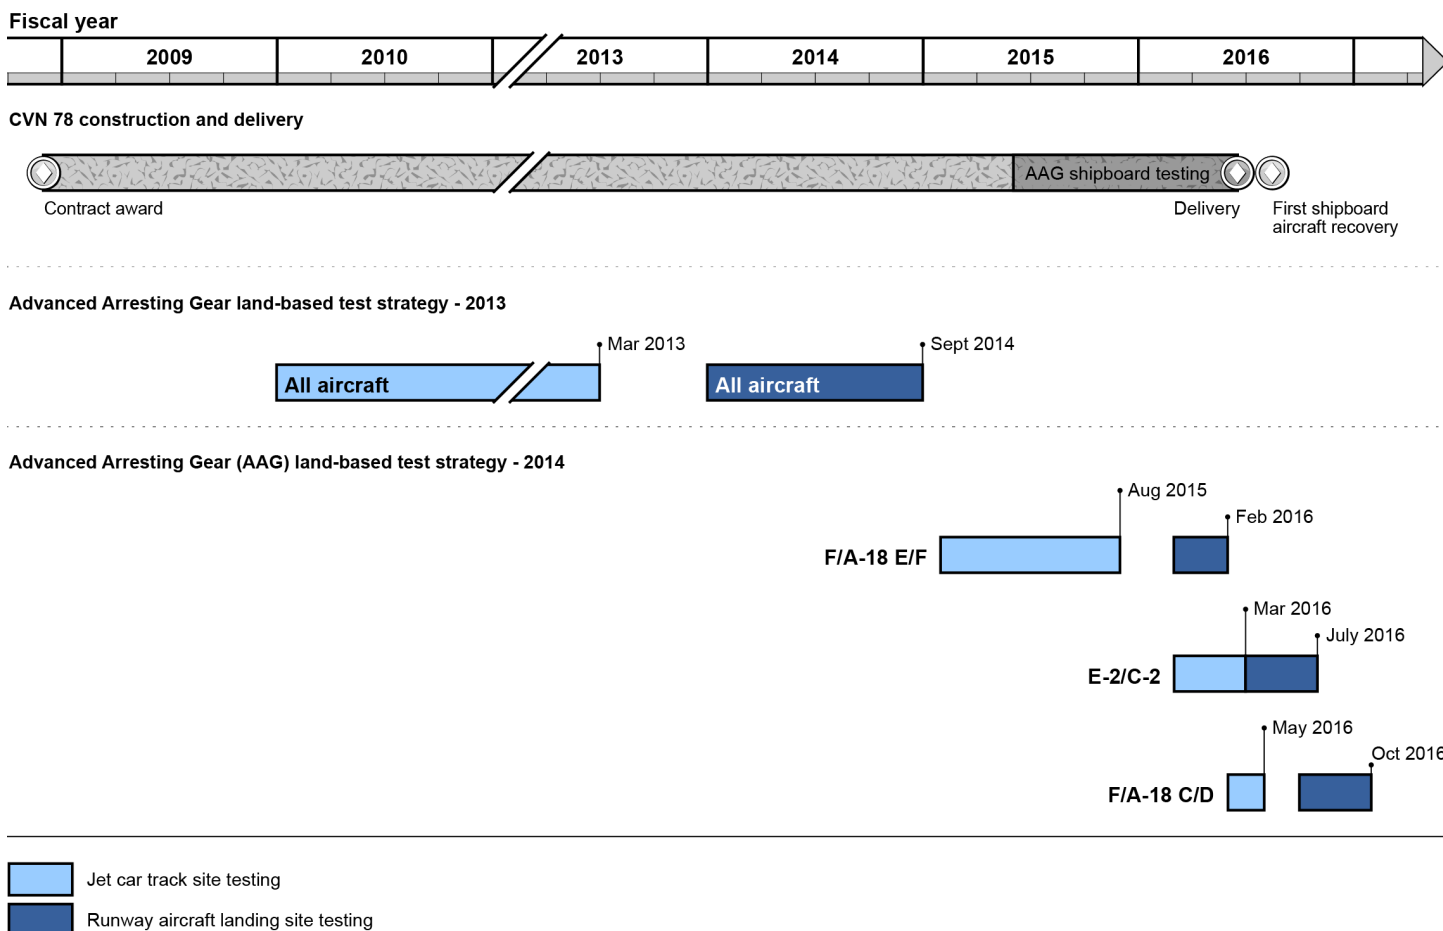 Fiscal year
2009 2010 2013 2014 2015 2016
CVN 78 construction and delivery
AAG shipboard testing
Contract award
Delivery
First shipboard
aircraft recovery
Advanced Arresting Gear land-based test strategy - 2013
Mar 2013
Sept 2014
All aircraft
All aircraft
Advanced Arresting Gear (AAG) land-based test strategy - 2014
Aug 2015
Feb 2016
F/A-18 E/F
Mar 2016
July 2016
E-2/C-2
May 2016
Oct 2016
F/A-18 C/D
Jet car track site testing
Runway aircraft landing site testing